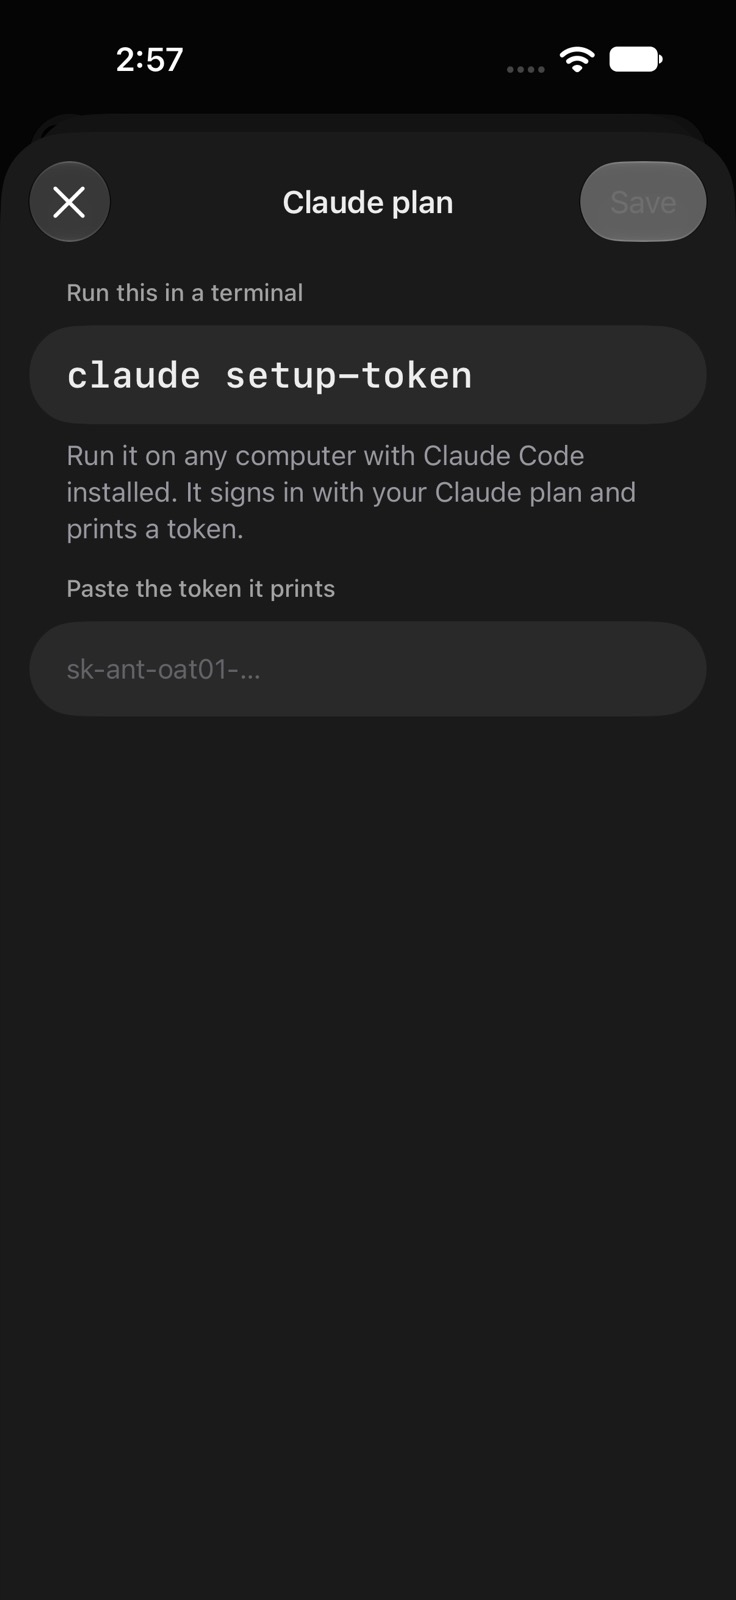 2:57
Claude plan
Save
Run this in a terminal
claude setup-token
Run it on any computer with Claude Code
installed. It signs in with your Claude plan and
prints a token.
Paste the token it prints
sk-ant-oat01-...